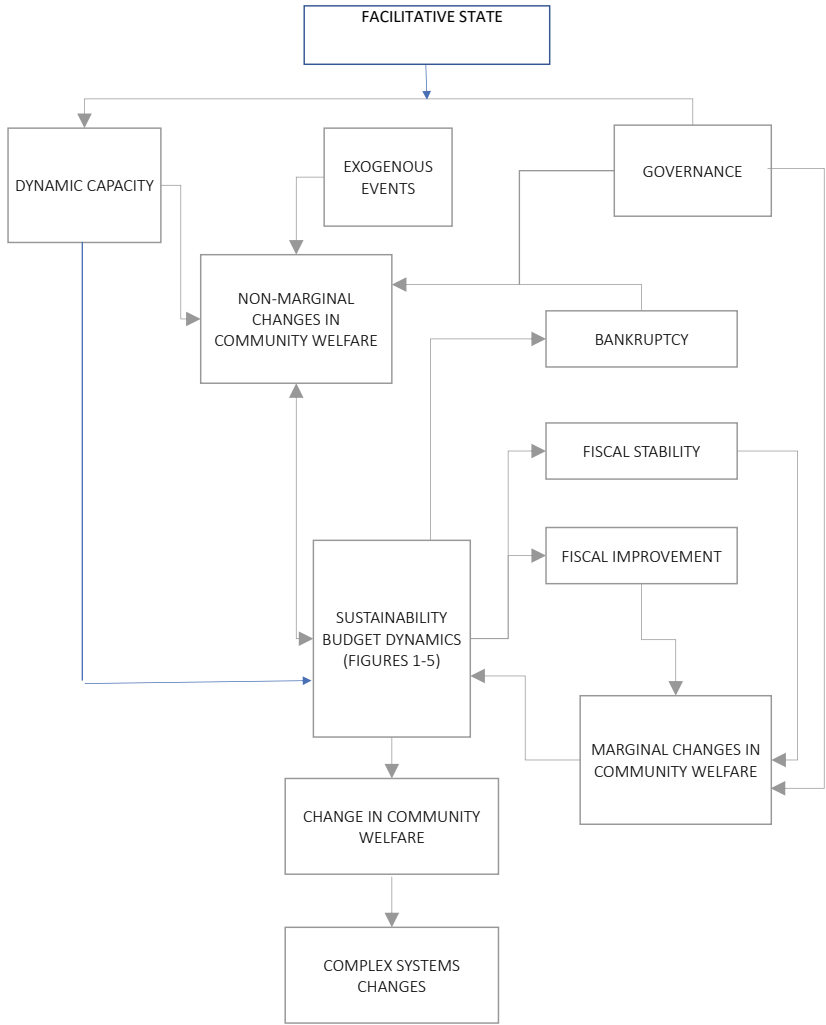 FACILITATIVE STATE
DYNAMIC CAPACITY
EXOGENOUS
EVENTS
GOVERNANCE
NON-MARGINAL
CHANGES IN
COMMUNITY WELFARE
BANKRUPTCY
FISCAL STABILITY
FISCAL IMPROVEMENT
SUSTAINABILITY
BUDGET DYNAMICS
(FIGURES 1-5)
MARGINAL CHANGES IN
COMMUNITY WELFARE
CHANGE IN COMMUNITY
WELFARE
COMPLEX SYSTEMS
CHANGES